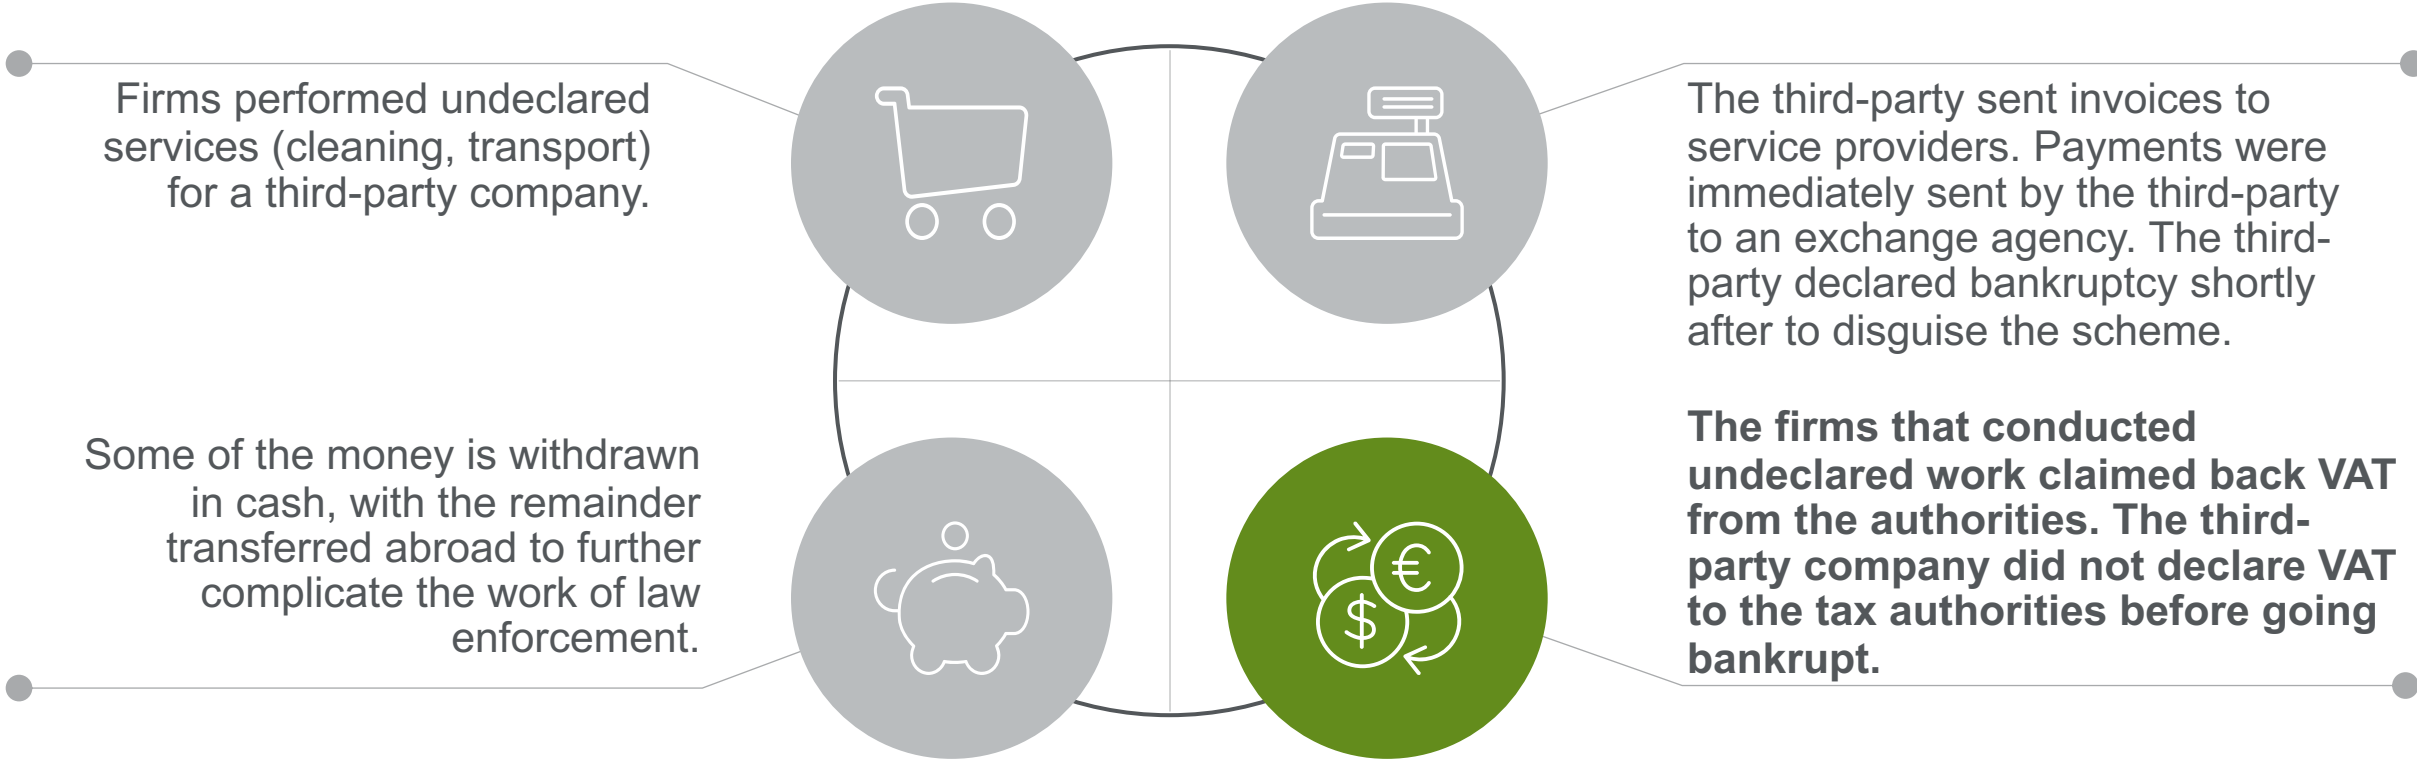 Firms performed undeclared
services (cleaning, transport)
for a third-party company.
The third-party sent invoices to
service providers. Payments were
immediately sent by the third-party
to an exchange agency. The third-
party declared bankruptcy shortly
after to disguise the scheme.
Some of the money is withdrawn
in cash, with the remainder
transferred abroad to further
complicate the work of law
enforcement.
€
$
The firms that conducted
undeclared work claimed back VAT
from the authorities. The third-
party company did not declare VAT
to the tax authorities before going
bankrupt.